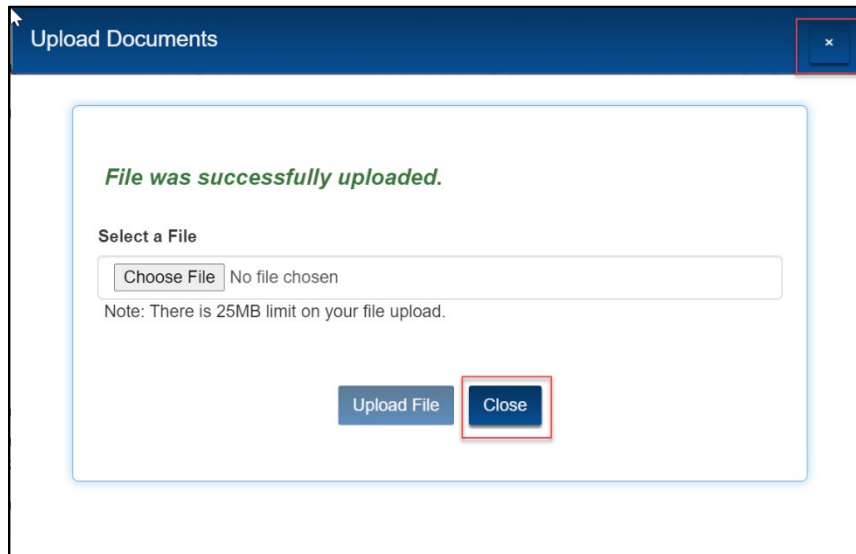 Upload Documents
×
File was successfully uploaded.
Select a File
Choose File No file chosen
Note: There is 25MB limit on your file upload.
Upload File Close